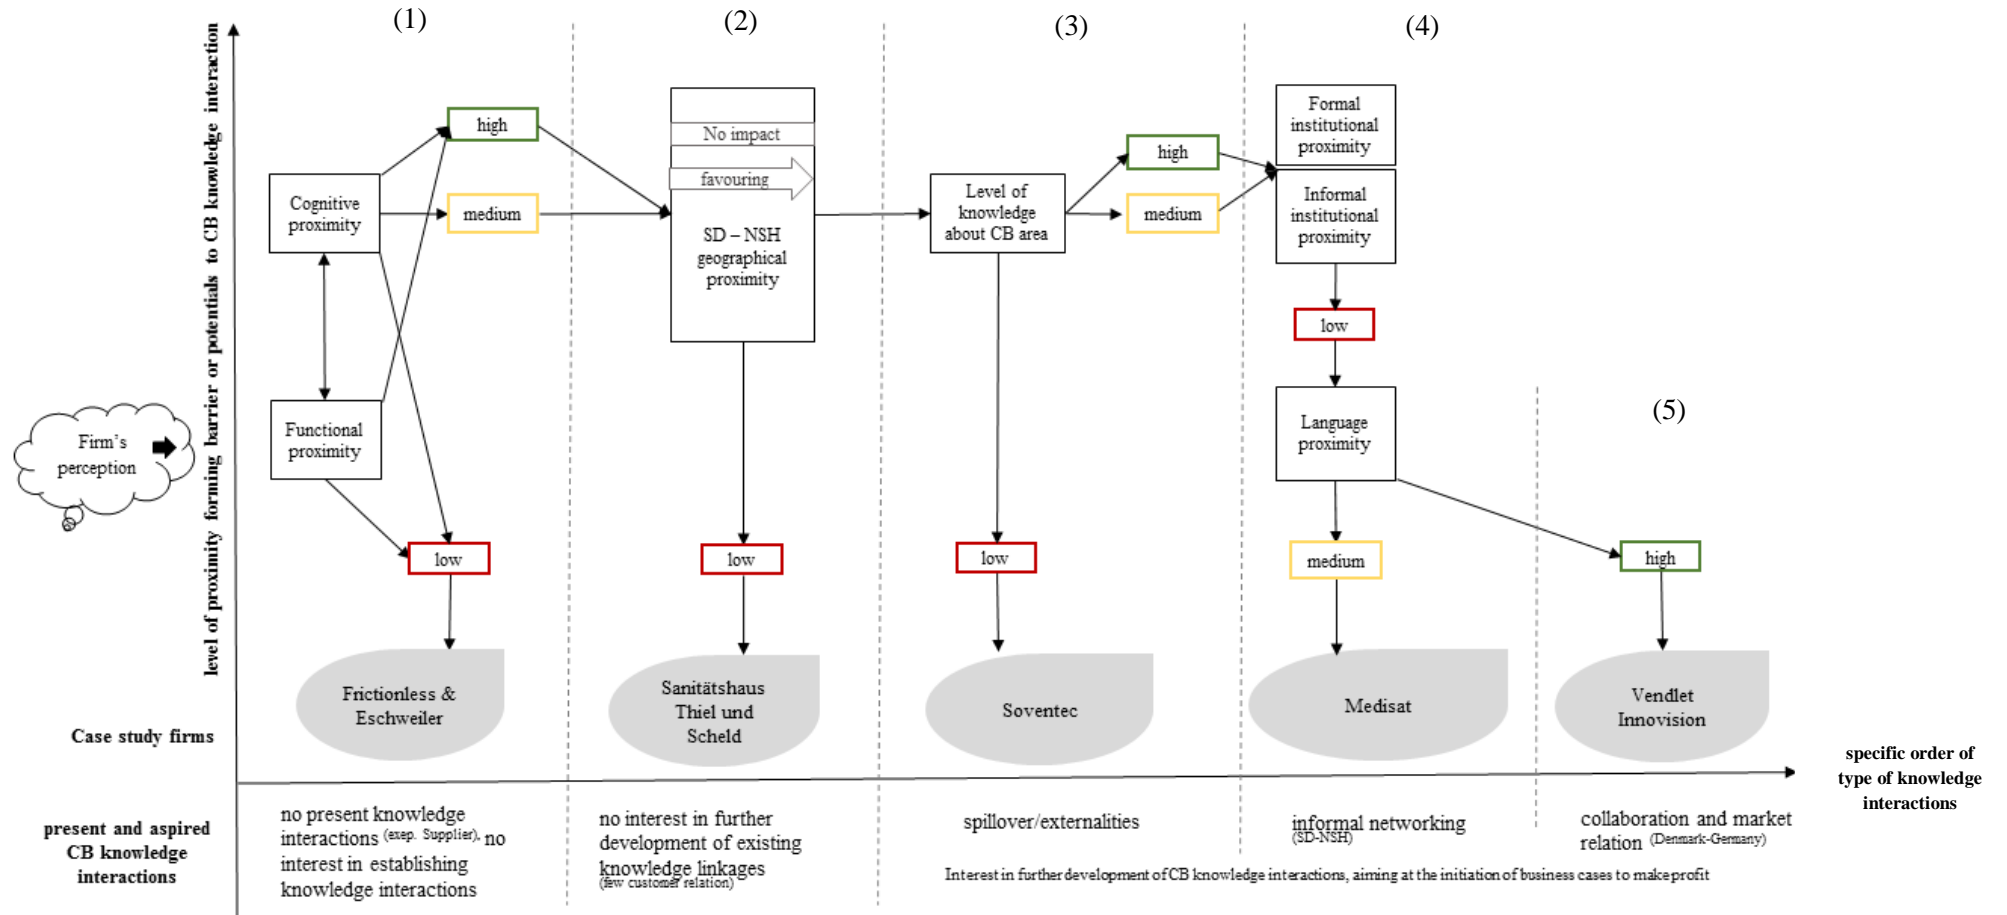 (1)
(2)
(3)
(4)
(5)
level of proximity forming barrier or potentials to CB knowledge interaction
Firm's
perception
Cognitive
proximity
Functional
proximity
high
medium
low
Frictionless &
Eschweiler
No impact
favouring
SD – NSH
geographical
proximity
low
Sanitätshaus
Thiel und
Scheld
Level of
knowledge
about CB area
high
medium
low
Soventec
Formal
institutional
proximity
Informal
institutional
proximity
low
Language
proximity
medium
Medisat
high
Vendlet
Innovision
Case study firms
specific order of
type of knowledge
interactions
present and aspired
CB knowledge
interactions
no present knowledge
interactions (exep. Supplier), no
interest in establishing
knowledge interactions
no interest in further
development of existing
knowledge linkages
(few customer relation)
spillover/externalities
informal networking
(SD-NSH)
collaboration and market
relation (Denmark-Germany)
Interest in further development of CB knowledge interactions, aiming at the initiation of business cases to make profit